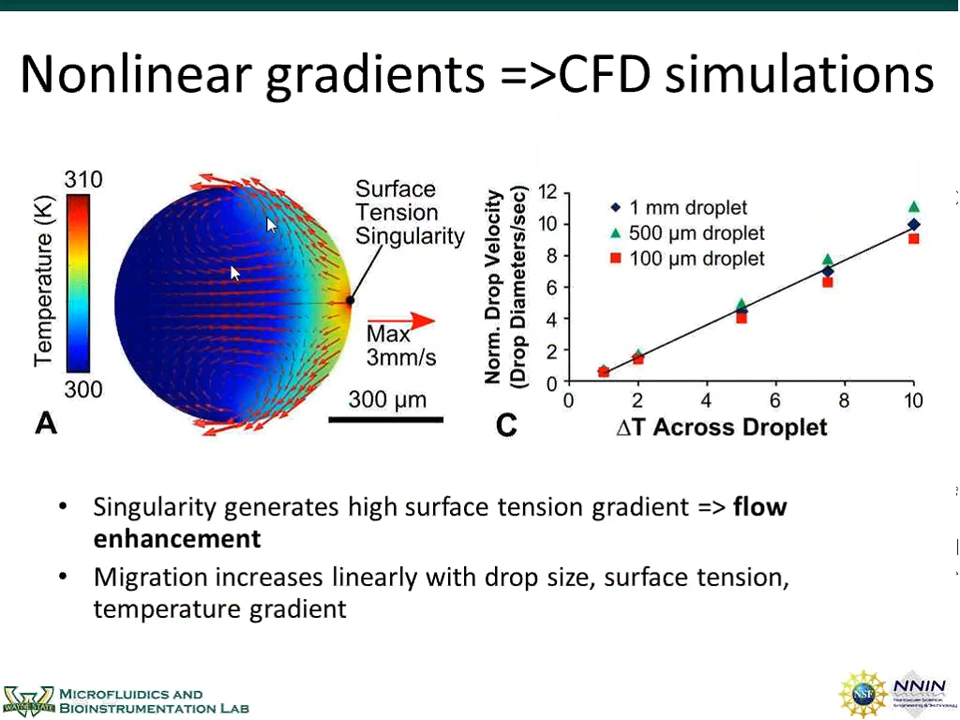 Nonlinear gradients =>CFD simulations
310
Temperature (K)
300
A
Surface
Tension
Singularity
Max
3mm/s
300 µm
Norm. Drop Velocity
(Drop Diameters/sec)
12
10
8
6
4
2
0
1 mm droplet
500 µm droplet
100 µm droplet
0 2 4 6 8 10
C
ΔT Across Droplet
• Singularity generates high surface tension gradient => flow
enhancement
• Migration increases linearly with drop size, surface tension,
temperature gradient
WAYNE STATE
MICROFLUIDICS AND
BIOINSTRUMENTATION LAB
NSF
NNIN